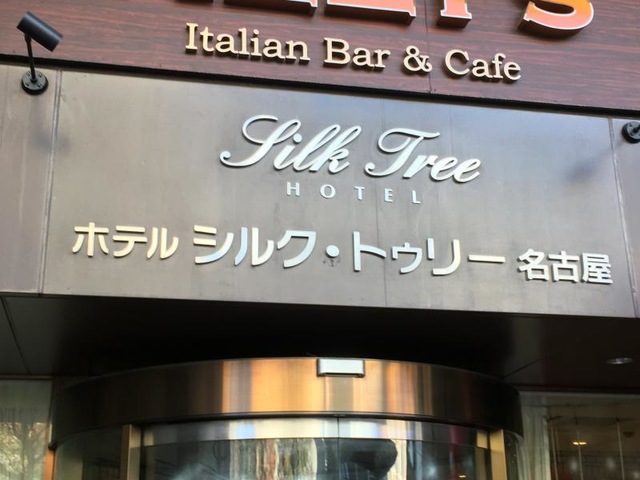 Italian Bar & Cafe
Silk Tree
HOTEL
ホテル シルク・トゥリー 名古屋